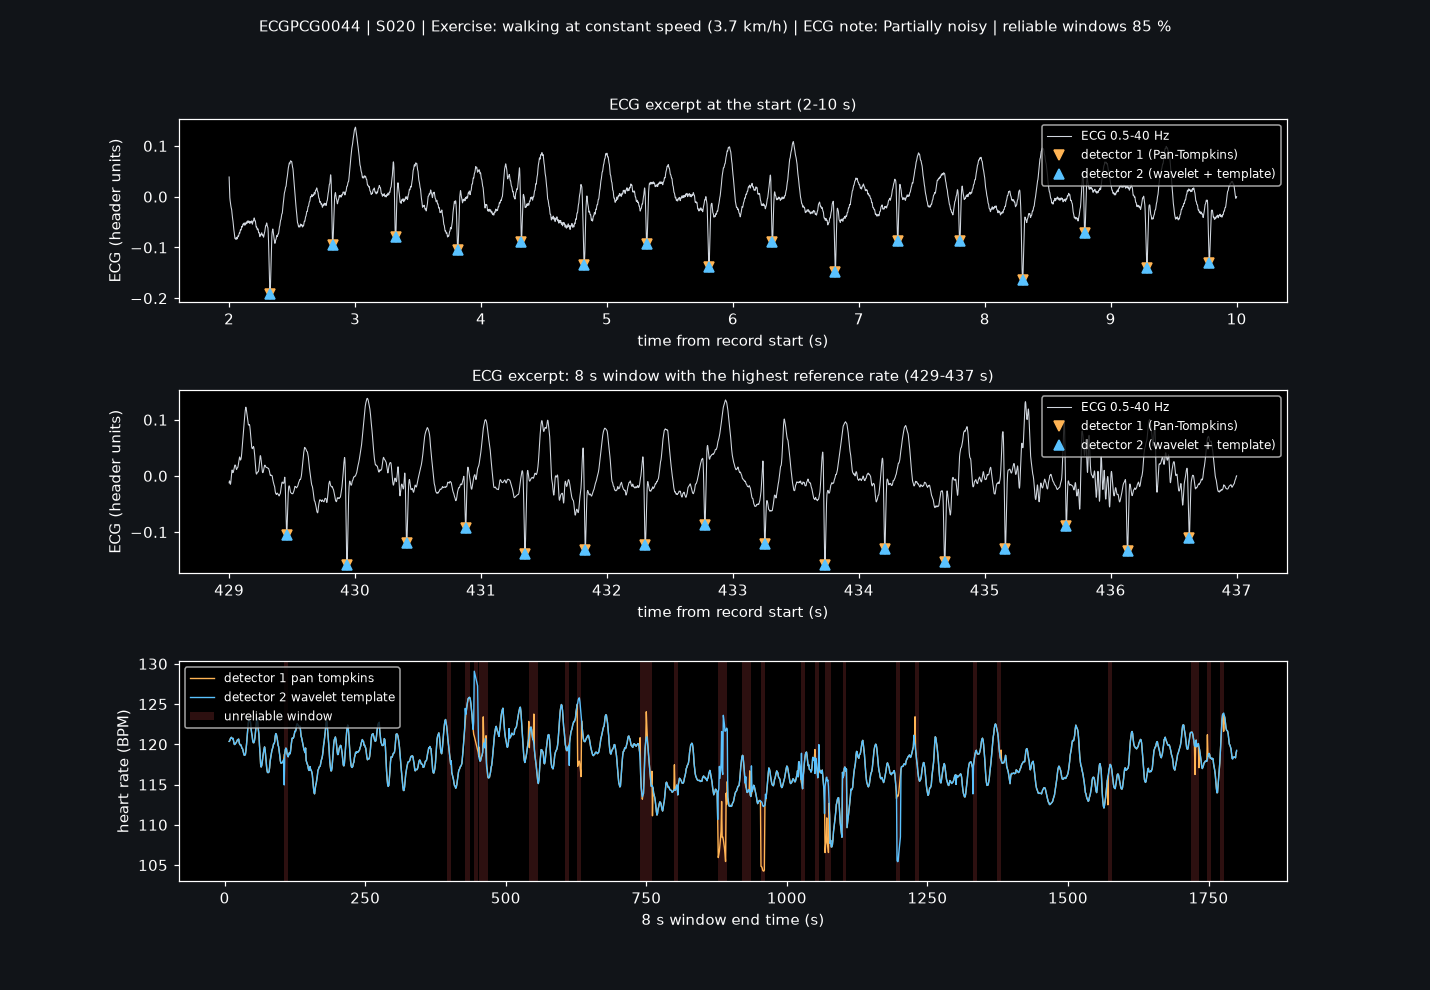 ECGPCG0044 | S020 | Exercise: walking at constant speed (3.7 km/h) | ECG note: Partially noisy | reliable windows 85 %
ECG excerpt at the start (2-10 s)
ECG (header units)
0.1
0.0
−0.1
−0.2
ECG 0.5-40 Hz
detector 1 (Pan-Tompkins)
detector 2 (wavelet + template)
2 3 4 5 6 7 8 9 10
time from record start (s)
ECG excerpt: 8 s window with the highest reference rate (429-437 s)
ECG (header units)
0.1
0.0
−0.1
ECG 0.5-40 Hz
detector 1 (Pan-Tompkins)
detector 2 (wavelet + template)
429 430 431 432 433 434 435 436 437
time from record start (s)
heart rate (BPM)
130
125
120
115
110
105
detector 1 pan tompkins
detector 2 wavelet template
unreliable window
0 250 500 750 1000 1250 1500 1750
8 s window end time (s)